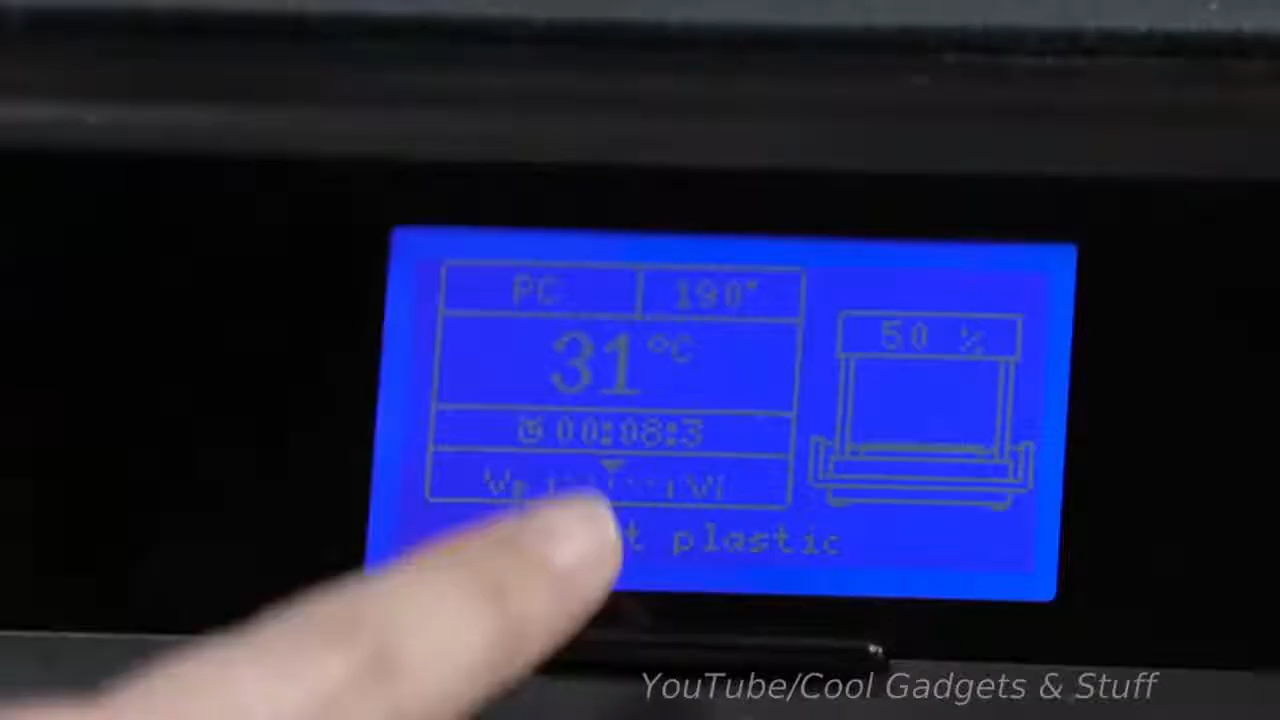 PC 190°
31°C
50 %
00:08:3
plastic
YouTube/Cool Gadgets & Stuff